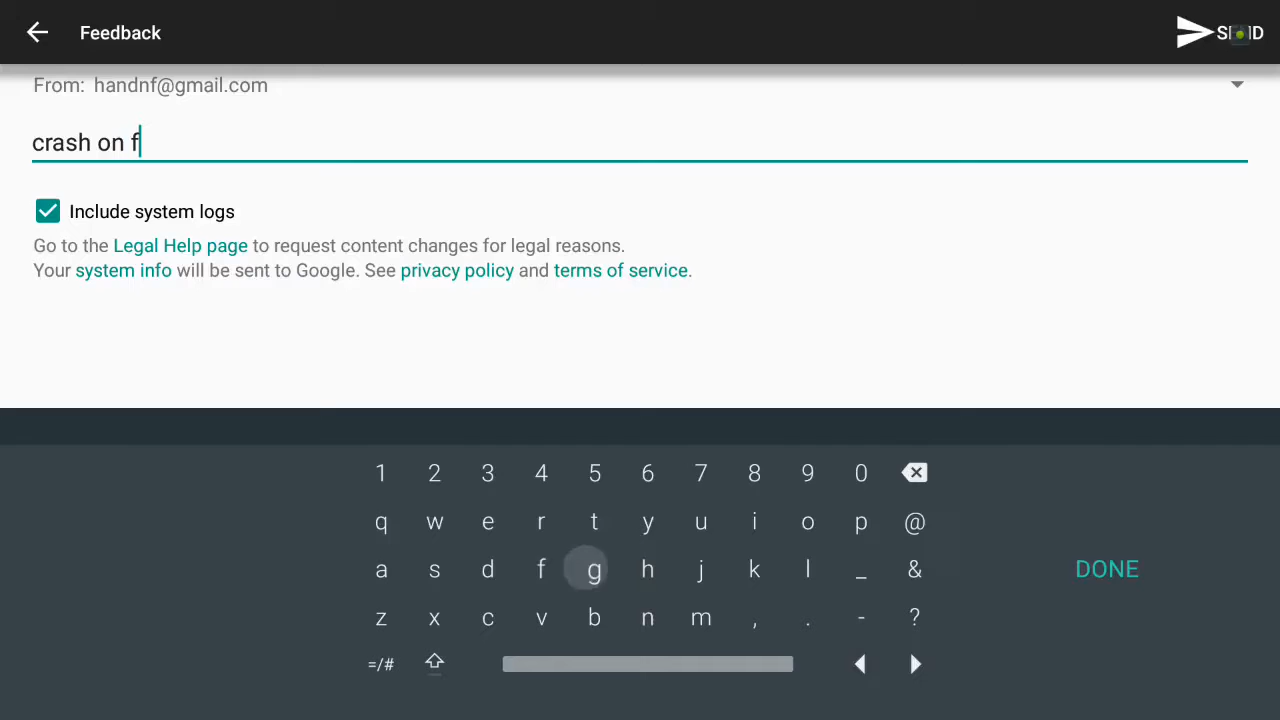 Feedback
From: handnf@gmail.com
crash on f
Include system logs
Go to the Legal Help page to request content changes for legal reasons.
Your system info will be sent to Google. See privacy policy and terms of service.
1 2 3 4 5 6 7 8 9 0
q w e r t y u i o p @
a s d f g h j k l _ &
DONE
z x c v b n m , . - ?
=/#